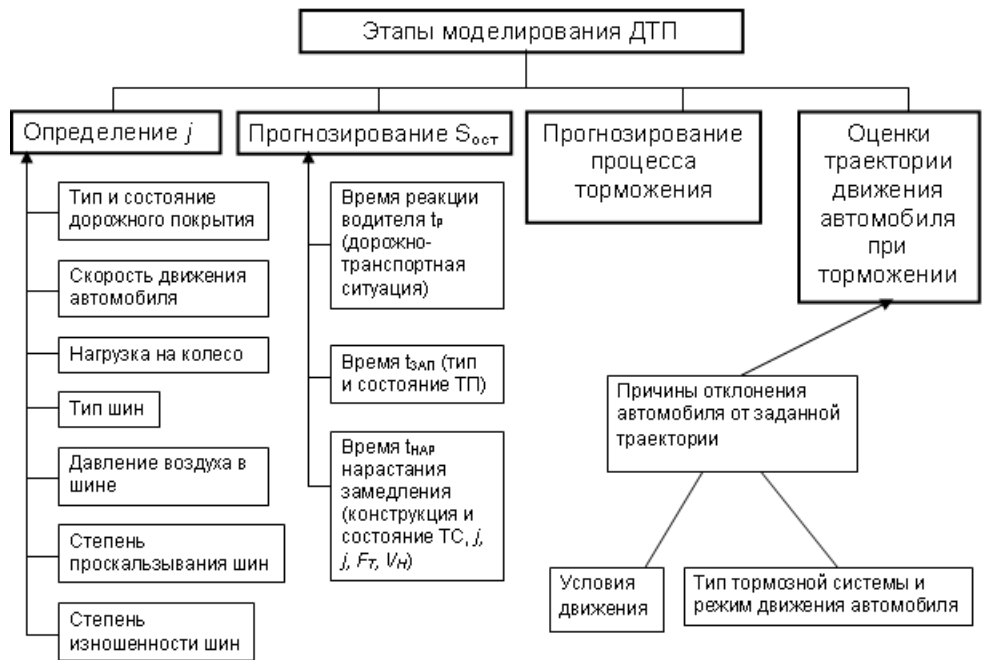 Этапы моделирования ДТП
Определение j
Тип и состояние
дорожного покрытия
Скорость движения
автомобиля
Нагрузка на колесо
Тип шин
Давление воздуха в
шине
Степень
проскальзывания шин
Степень
изношенности шин
Прогнозирование Sост
Время реакции
водителя tр
(дорожно-
транспортная
ситуация)
Время tЗАП (тип
и состояние ТП)
Время tНАР
нарастания
замедления
(конструкция и
состояние ТС, j,
j, FТ, VН)
Прогнозирование
процесса
торможения
Оценки
траектории
движения
автомобиля
при
торможении
Причины отклонения
автомобиля от заданной
траектории
Условия
движения
Тип тормозной системы и
режим движения автомобиля